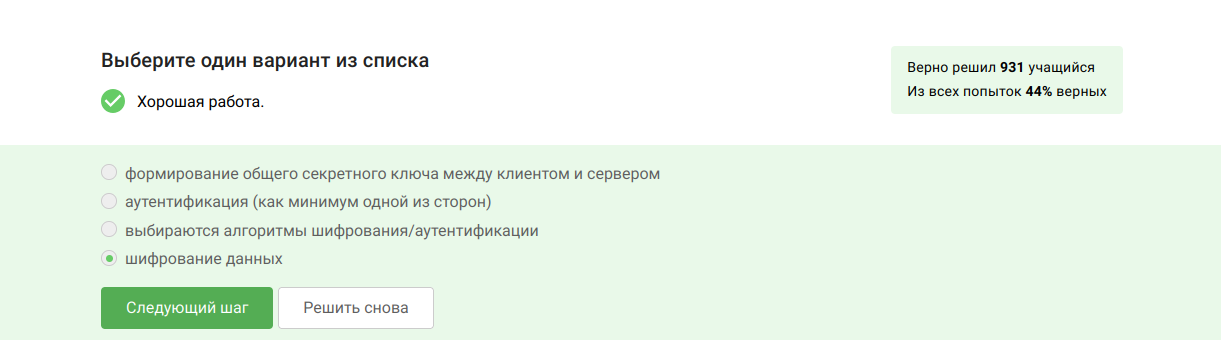 Выберите один вариант из списка
Хорошая работа.
Верно решил 931 учащийся
Из всех попыток 44% верных
формирование общего секретного ключа между клиентом и сервером
аутентификация (как минимум одной из сторон)
выбираются алгоритмы шифрования/аутентификации
шифрование данных
Следующий шаг
Решить снова